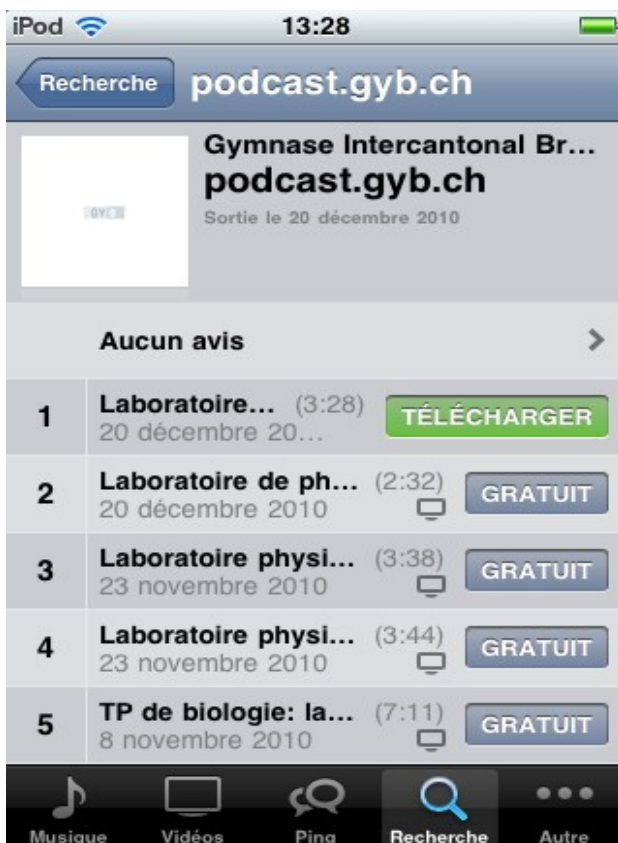 iPod 13:28
Recherche podcast.gyb.ch
Gymnase Intercantonal Br...
podcast.gyb.ch
GYB
Sortie le 20 décembre 2010
Aucun avis
1 Laboratoire... (3:28) TÉLÉCHARGER
20 décembre 20...
2 Laboratoire de ph... (2:32) GRATUIT
20 décembre 2010
3 Laboratoire physi... (3:38) GRATUIT
23 novembre 2010
4 Laboratoire physi... (3:44) GRATUIT
23 novembre 2010
5 TP de biologie: la... (7:11) GRATUIT
8 novembre 2010
Musique Vidéos Ping Recherche Autre